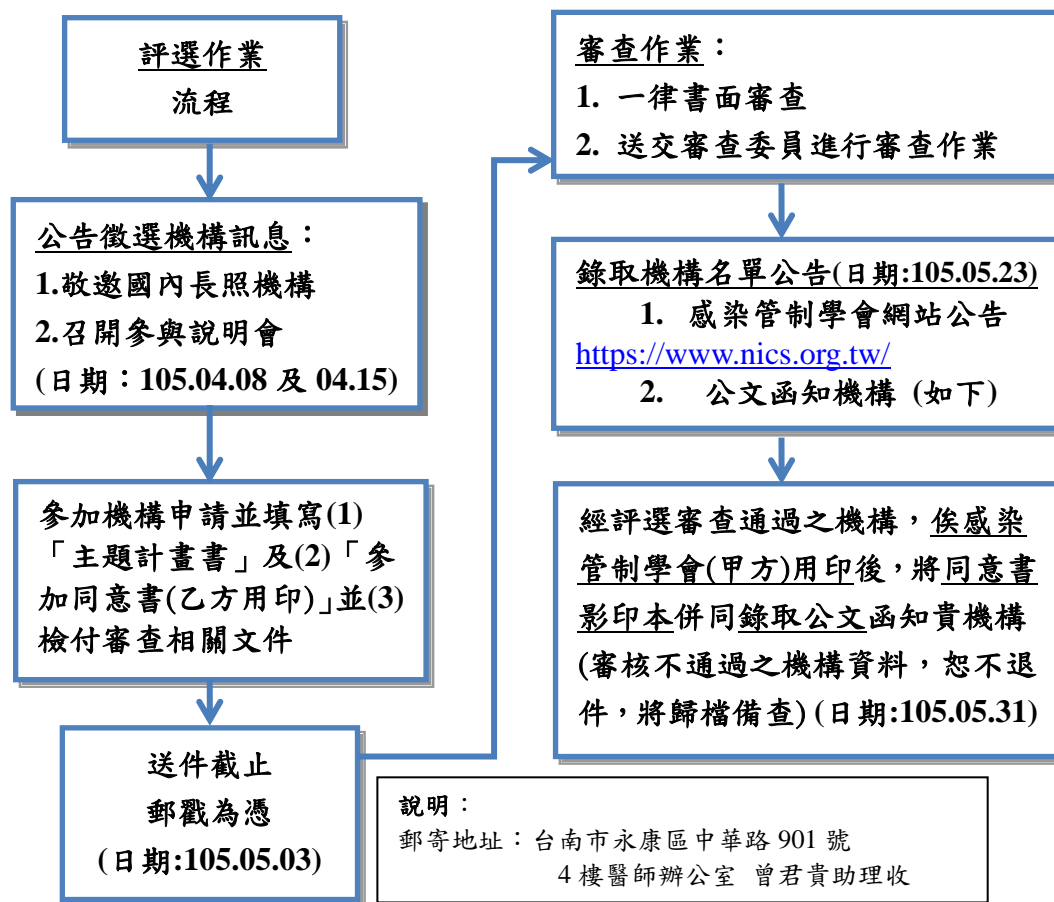 評選作業
流程
公告徵選機構訊息：
1.敬邀國內長照機構
2.召開參與說明會
(日期：105.04.08 及 04.15)
參加機構申請並填寫(1)
「主題計畫書」及(2)「參
加同意書(乙方用印)」並(3)
檢付審查相關文件
送件截止
郵戳為憑
(日期:105.05.03)
審查作業：
1. 一律書面審查
2. 送交審查委員進行審查作業
錄取機構名單公告(日期:105.05.23)
1. 感染管制學會網站公告
https://www.nics.org.tw/
2. 公文函知機構 (如下)
經評選審查通過之機構，俟感染
管制學會(甲方)用印後，將同意書
影印本併同錄取公文函知貴機構
(審核不通過之機構資料，恕不退
件，將歸檔備查) (日期:105.05.31)
說明：
郵寄地址：台南市永康區中華路 901 號
4 樓醫師辦公室 曾君貴助理收